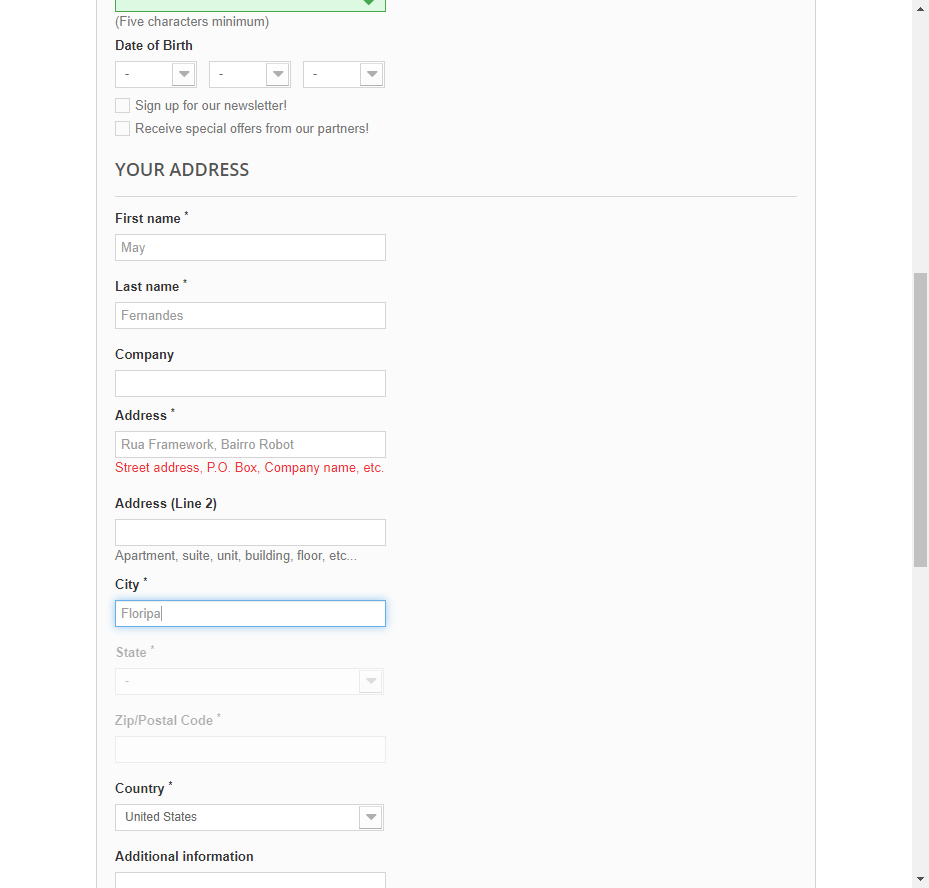 (Five characters minimum)
Date of Birth
- - -
Sign up for our newsletter!
Receive special offers from our partners!
YOUR ADDRESS
First name *
May
Last name *
Fernandes
Company
Address *
Rua Framework, Bairro Robot
Street address, P.O. Box, Company name, etc.
Address (Line 2)
Apartment, suite, unit, building, floor, etc...
City *
Floripa
State *
-
Zip/Postal Code *
Country *
United States
Additional information